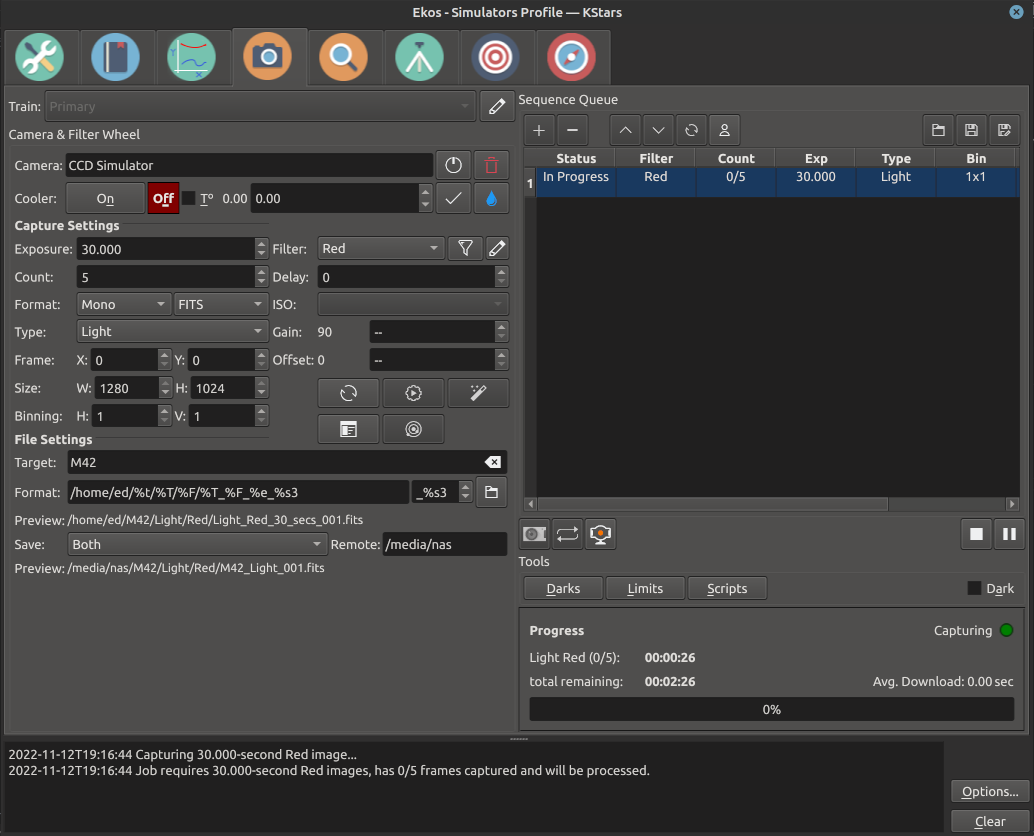 Ekos - Simulators Profile — KStars
Train: Primary
Camera & Filter Wheel
Camera: CCD Simulator
Cooler: On Off T° 0.00 0.00
Capture Settings
Exposure: 30.000 Filter: Red
Count: 5 Delay: 0
Format: Mono FITS ISO:
Type: Light Gain: 90 --
Frame: X: 0 Y: 0 Offset: 0 --
Size: W: 1280 H: 1024
Binning: H: 1 V: 1
File Settings
Target: M42
Format: /home/ed/%t/%T/%F/%T_%F_%e_%s3 _%s3
Preview: /home/ed/M42/Light/Red/Light_Red_30_secs_001.fits
Save: Both Remote: /media/nas
Preview: /media/nas/M42/Light/Red/M42_Light_001.fits
Sequence Queue
Status Filter Count Exp Type Bin
1 In Progress Red 0/5 30.000 Light 1x1
Tools
Darks Limits Scripts Dark
Progress Capturing
Light Red (0/5): 00:00:26
total remaining: 00:02:26 Avg. Download: 0.00 sec
0%
2022-11-12T19:16:44 Capturing 30.000-second Red image...
2022-11-12T19:16:44 Job requires 30.000-second Red images, has 0/5 frames captured and will be processed.
Options...
Clear